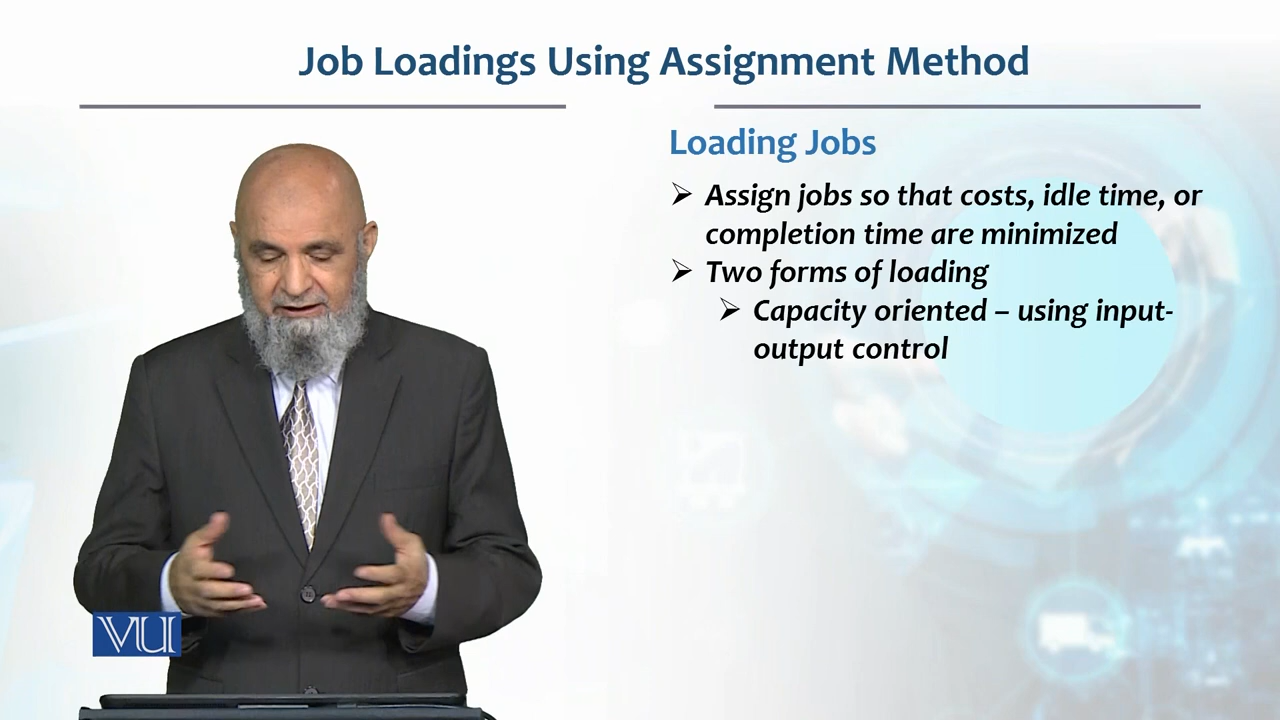 Job Loadings Using Assignment Method
Loading Jobs
Assign jobs so that costs, idle time, or
completion time are minimized
Two forms of loading
Capacity oriented – using input-
output control
VU